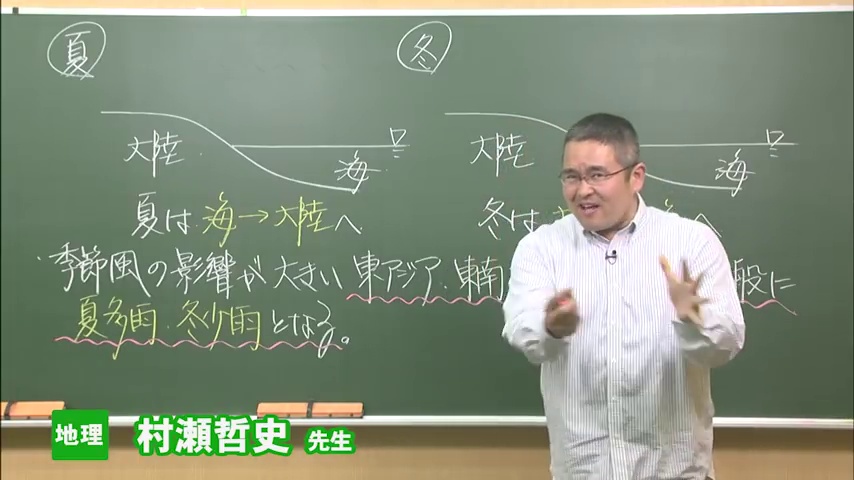 夏
冬
大陸 海
大陸 海
夏は 海→大陸へ
冬は へ
季節風の影響が大きい 東アジア・東南 般に
夏多雨・冬少雨となる。
地理 村瀬哲史 先生